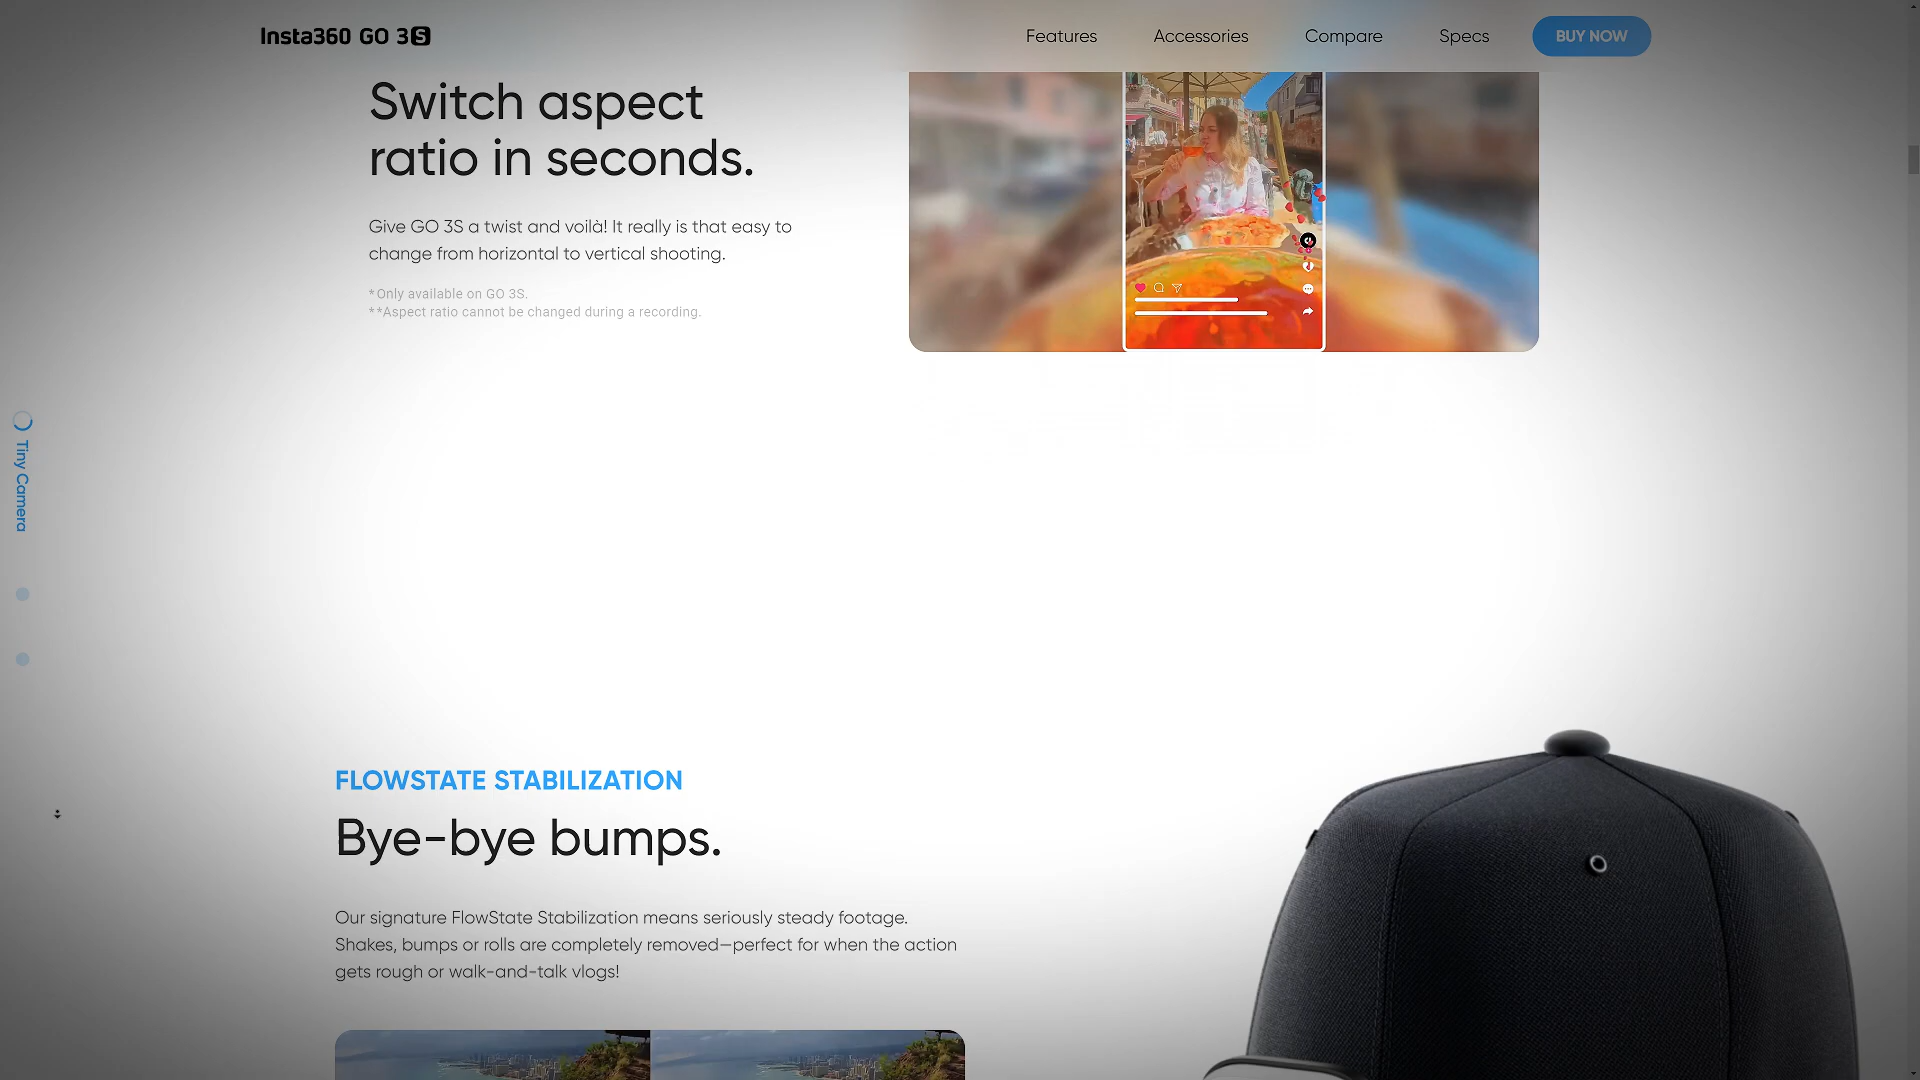 Insta360 GO 3S
Features
Accessories
Compare
Specs
BUY NOW
Switch aspect
ratio in seconds.
Give GO 3S a twist and voilà! It really is that easy to
change from horizontal to vertical shooting.
*Only available on GO 3S.
**Aspect ratio cannot be changed during a recording.
Tiny Camera
FLOWSTATE STABILIZATION
Bye-bye bumps.
Our signature FlowState Stabilization means seriously steady footage.
Shakes, bumps or rolls are completely removed—perfect for when the action
gets rough or walk-and-talk vlogs!